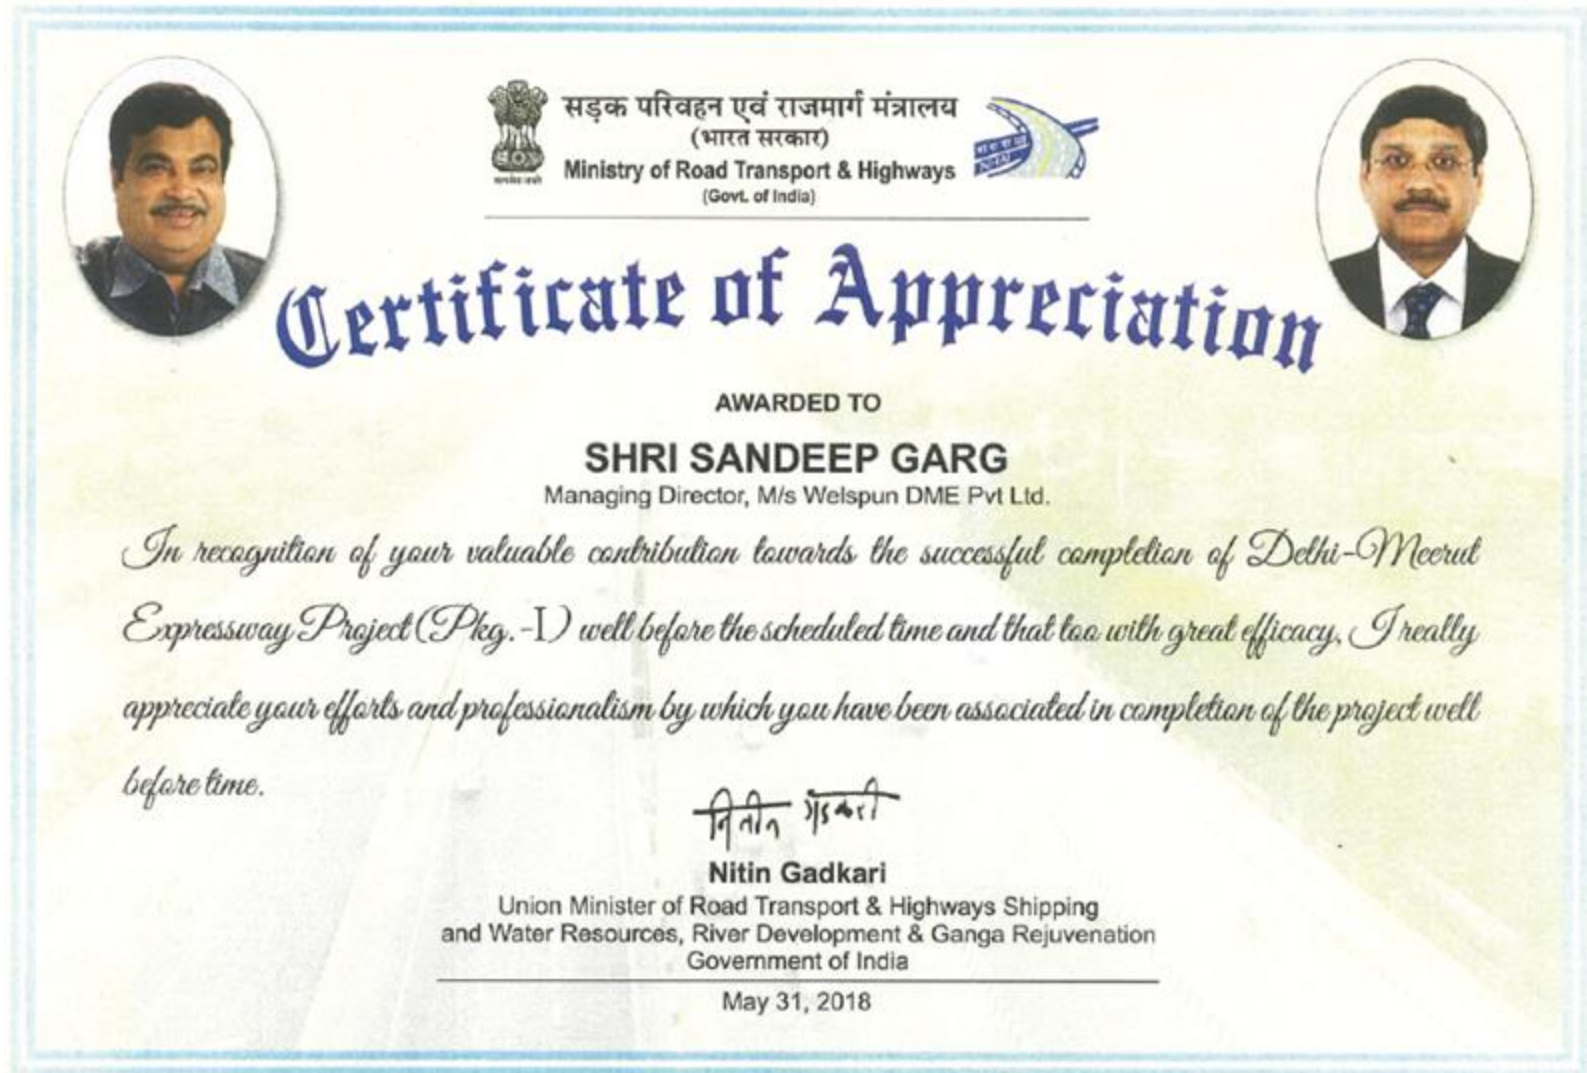 सड़क परिवहन एवं राजमार्ग मंत्रालय
(भारत सरकार)
Ministry of Road Transport & Highways
(Govt. of India)
सत्यमेव जयते
NHAI
Certificate of Appreciation
AWARDED TO
SHRI SANDEEP GARG
Managing Director, M/s Welspun DME Pvt Ltd.
In recognition of your valuable contribution towards the successful completion of Delhi-Meerut
Expressway Project (Pkg.-I) well before the scheduled time and that too with great efficacy, I really
appreciate your efforts and professionalism by which you have been associated in completion of the project well
before time.
नितीन गडकरी
Nitin Gadkari
Union Minister of Road Transport & Highways Shipping
and Water Resources, River Development & Ganga Rejuvenation
Government of India
May 31, 2018